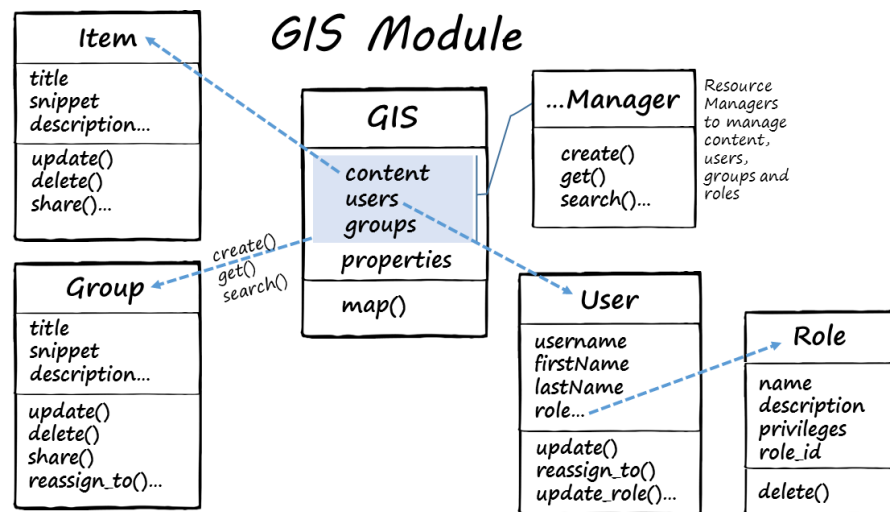 GIS Module
Item
title
snippet
description...
update()
delete()
share()...
GIS
content
users
groups
properties
map()
...Manager
create()
get()
search()...
Resource
Managers
to manage
content,
users,
groups and
roles
create()
get()
search()
Group
title
snippet
description...
update()
delete()
share()
reassign_to()...
User
username
firstName
lastName
role...
update()
reassign_to()
update_role()...
Role
name
description
privileges
role_id
delete()